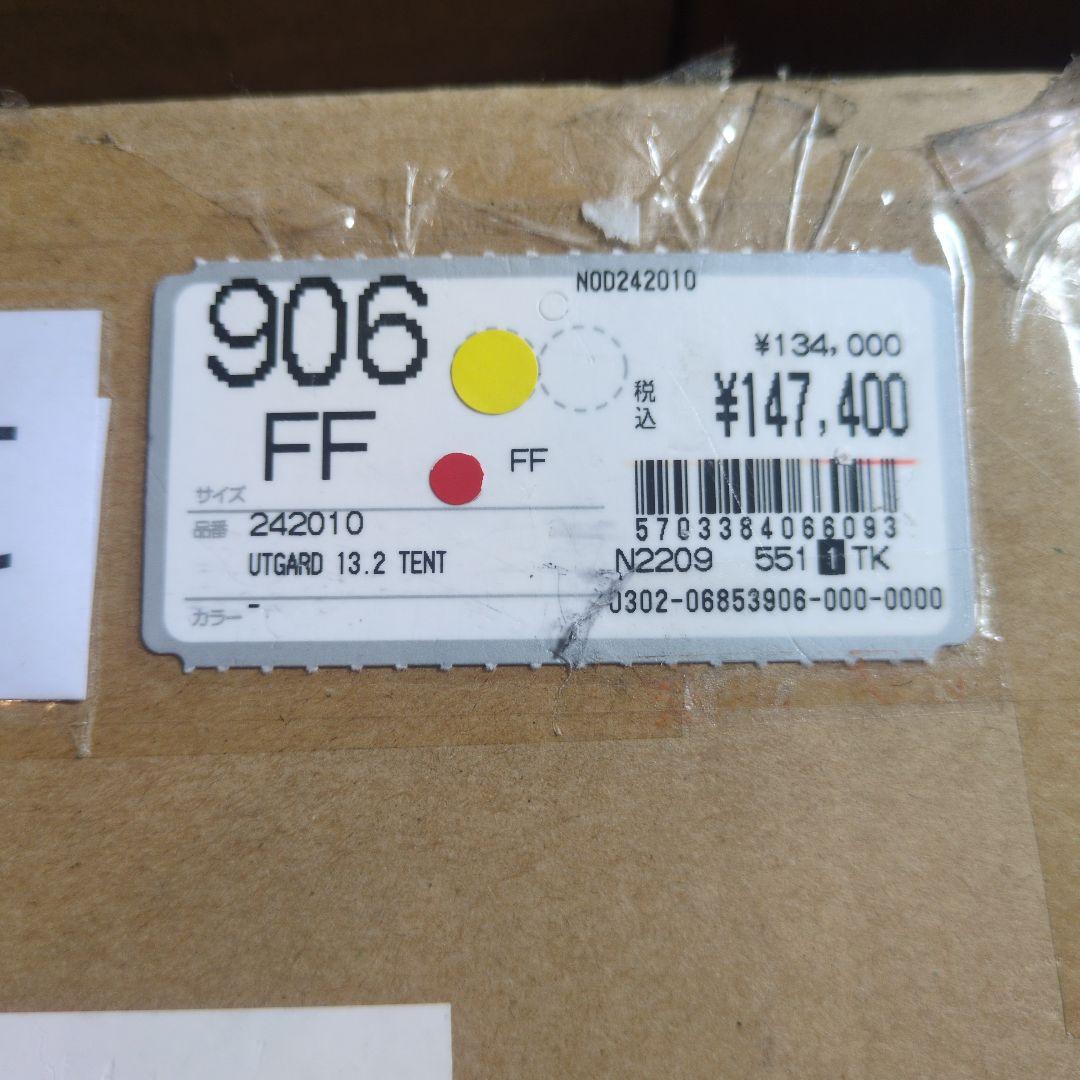 906
NOD242010
¥134,000
税込 ¥147,400
FF
FF
サイズ
品番 242010
UTGARD 13.2 TENT
カラー -
5703384066093
N2209 551 1 TK
0302-06853906-000-0000